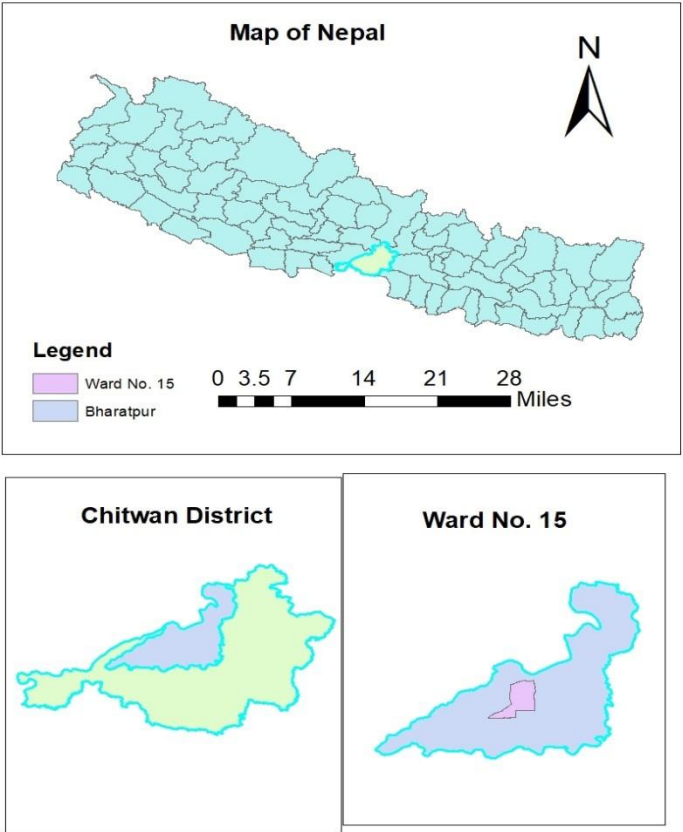 Map of Nepal
N
Legend
Ward No. 15
Bharatpur
0 3.5 7 14 21 28
Miles
Chitwan District
Ward No. 15